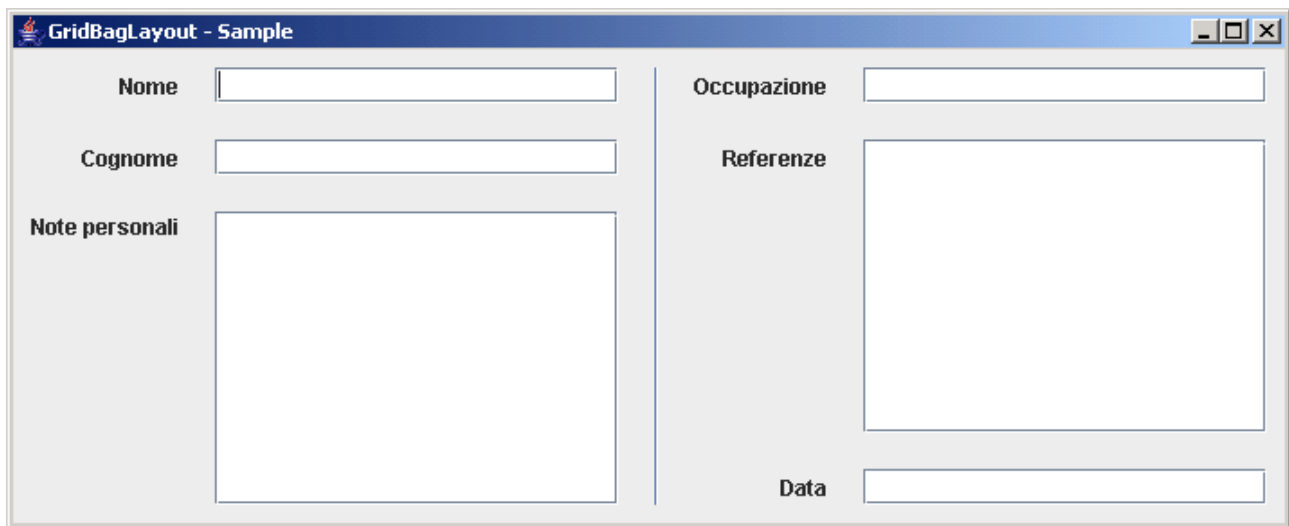 GridBagLayout - Sample
Nome
Cognome
Note personali
Occupazione
Referenze
Data